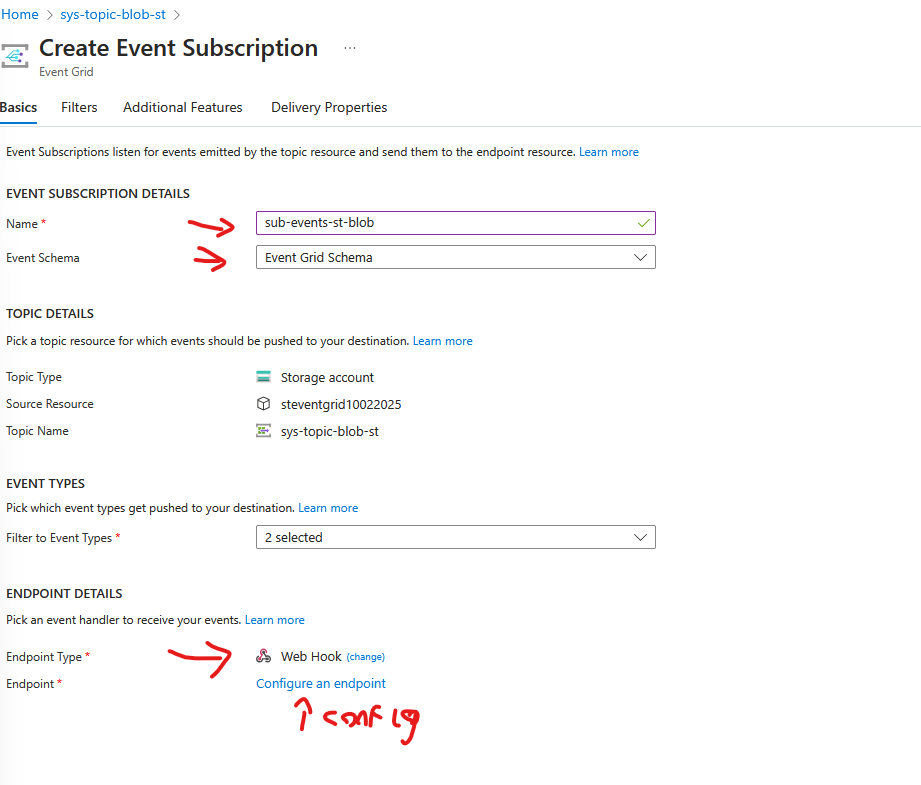 Home > sys-topic-blob-st >
Create Event Subscription ...
Event Grid
Basics Filters Additional Features Delivery Properties
Event Subscriptions listen for events emitted by the topic resource and send them to the endpoint resource. Learn more
EVENT SUBSCRIPTION DETAILS
Name * sub-events-st-blob
Event Schema Event Grid Schema
TOPIC DETAILS
Pick a topic resource for which events should be pushed to your destination. Learn more
Topic Type Storage account
Source Resource steventgrid10022025
Topic Name sys-topic-blob-st
EVENT TYPES
Pick which event types get pushed to your destination. Learn more
Filter to Event Types * 2 selected
ENDPOINT DETAILS
Pick an event handler to receive your events. Learn more
Endpoint Type * Web Hook (change)
Endpoint * Configure an endpoint
config